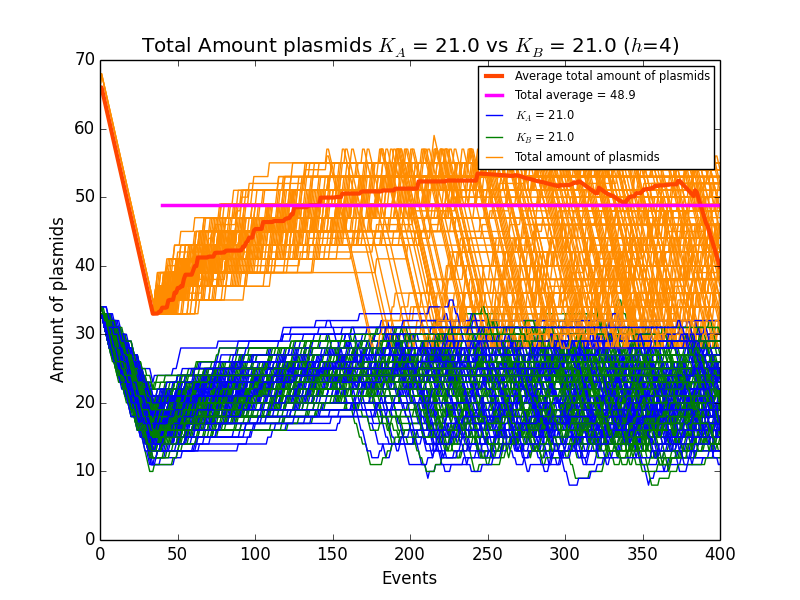 Total Amount plasmids K_A = 21.0 vs K_B = 21.0 (h=4)
70
60
50
40
30
20
10
0
Amount of plasmids
Average total amount of plasmids
Total average = 48.9
K_A = 21.0
K_B = 21.0
Total amount of plasmids
0 50 100 150 200 250 300 350 400
Events